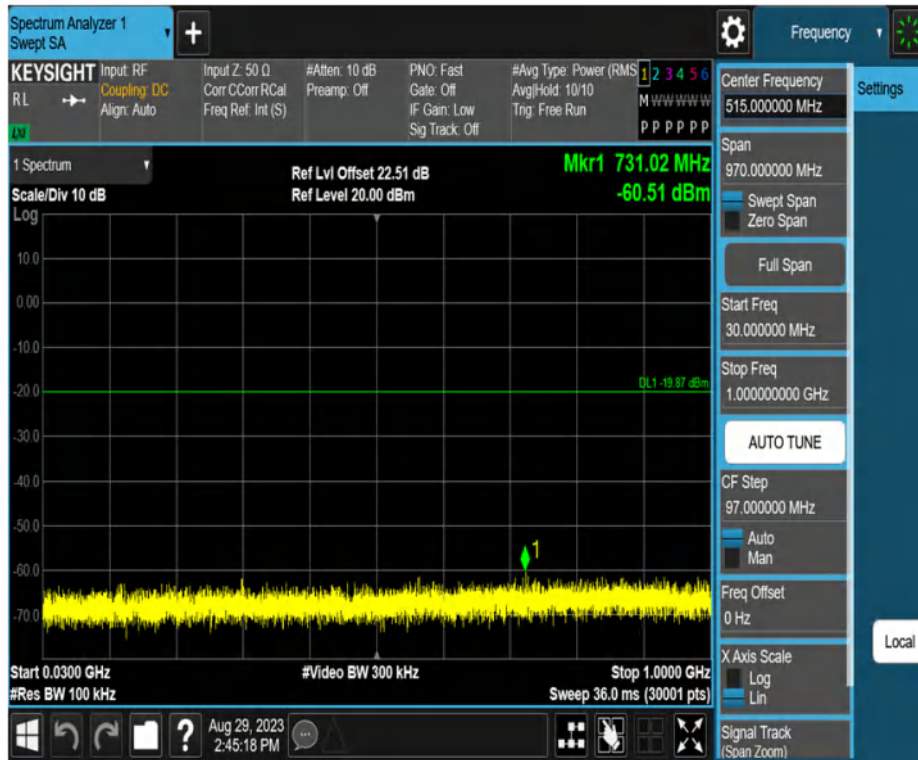 Spectrum Analyzer 1
Swept SA
Frequency
KEYSIGHT
RL
LXI
Input: RF
Coupling: DC
Align: Auto
Input Z: 50 Ω
Corr CCorr RCal
Freq Ref: Int (S)
#Atten: 10 dB
Preamp: Off
PNO: Fast
Gate: Off
IF Gain: Low
Sig Track: Off
#Avg Type: Power (RMS
Avg|Hold: 10/10
Trig: Free Run
1 2 3 4 5 6
M W W W W W
P P P P P P
1 Spectrum
Scale/Div 10 dB
Log
Ref Lvl Offset 22.51 dB
Ref Level 20.00 dBm
Mkr1 731.02 MHz
-60.51 dBm
10.0
0.00
-10.0
-20.0
-30.0
-40.0
-50.0
-60.0
-70.0
DL1 -19.87 dBm
1
Start 0.0300 GHz
#Res BW 100 kHz
#Video BW 300 kHz
Stop 1.0000 GHz
Sweep 36.0 ms (30001 pts)
Aug 29, 2023
2:45:18 PM
Center Frequency
515.000000 MHz
Span
970.000000 MHz
Swept Span
Zero Span
Full Span
Start Freq
30.000000 MHz
Stop Freq
1.000000000 GHz
AUTO TUNE
CF Step
97.000000 MHz
Auto
Man
Freq Offset
0 Hz
X Axis Scale
Log
Lin
Signal Track
(Span Zoom)
Settings
Local